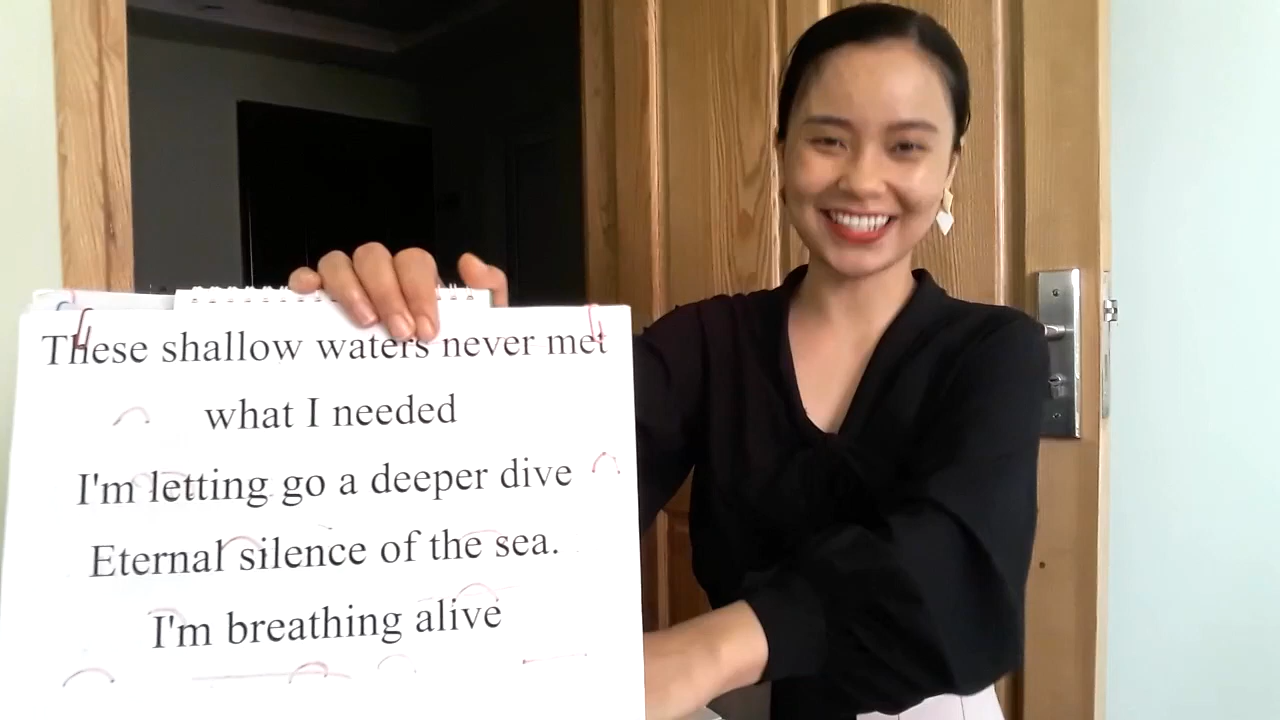 These shallow waters never met
what I needed
I'm letting go a deeper dive
Eternal silence of the sea.
I'm breathing alive